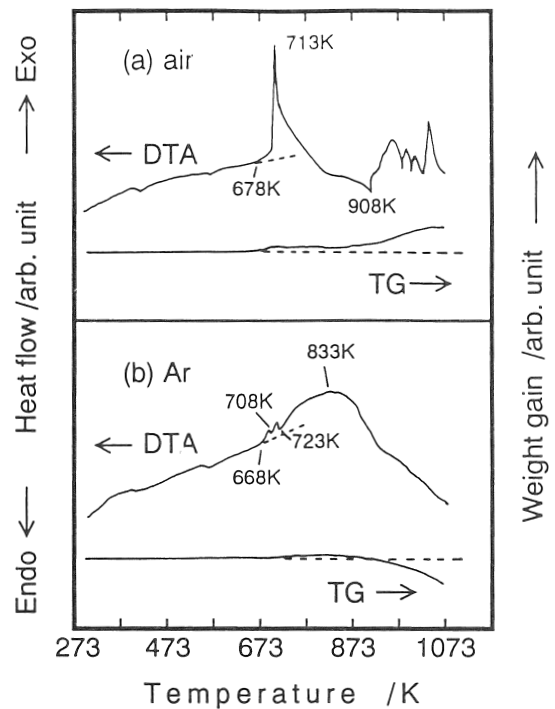 Endo ← Heat flow /arb. unit → Exo
(a) air
713K
← DTA
678K
908K
TG→
(b) Ar
833K
708K
← DTA
723K
668K
TG →
Weight gain /arb. unit →
273 473 673 873 1073
Temperature /K